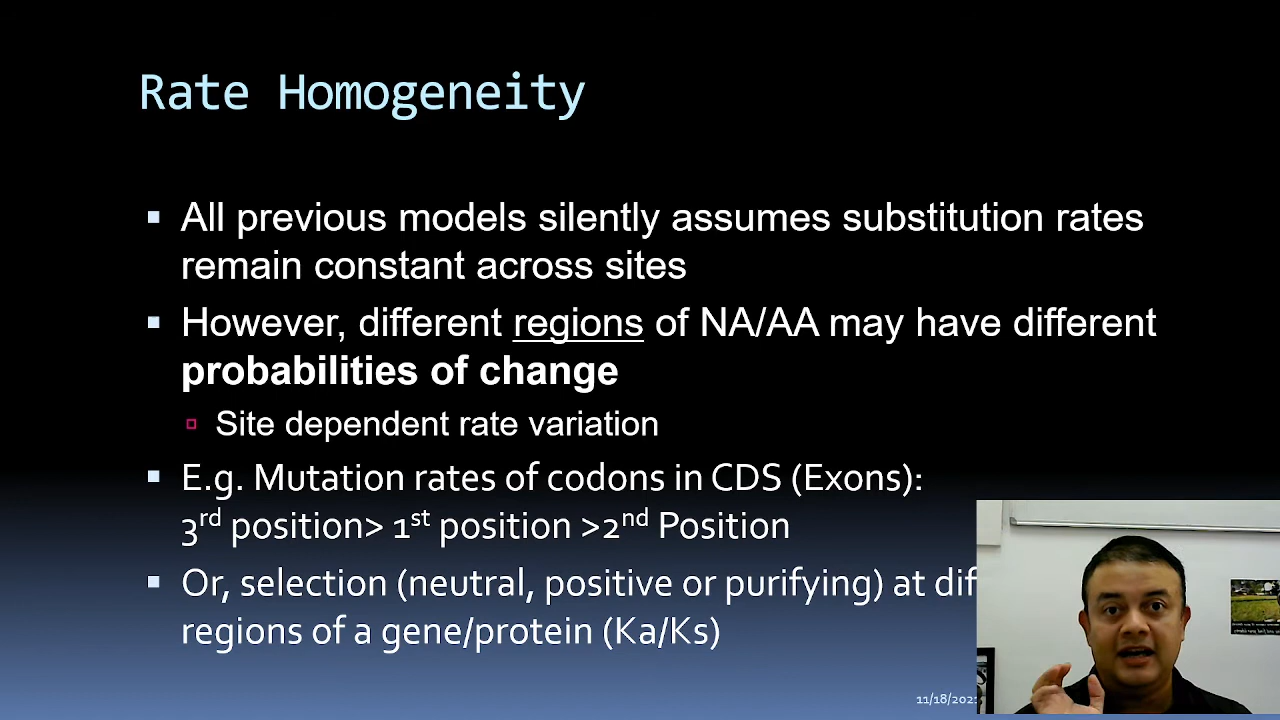 Rate Homogeneity
▪ All previous models silently assumes substitution rates
remain constant across sites
▪ However, different regions of NA/AA may have different
probabilities of change
▫ Site dependent rate variation
▪ E.g. Mutation rates of codons in CDS (Exons):
3rd position> 1st position >2nd Position
▪ Or, selection (neutral, positive or purifying) at
regions of a gene/protein (Ka/Ks)